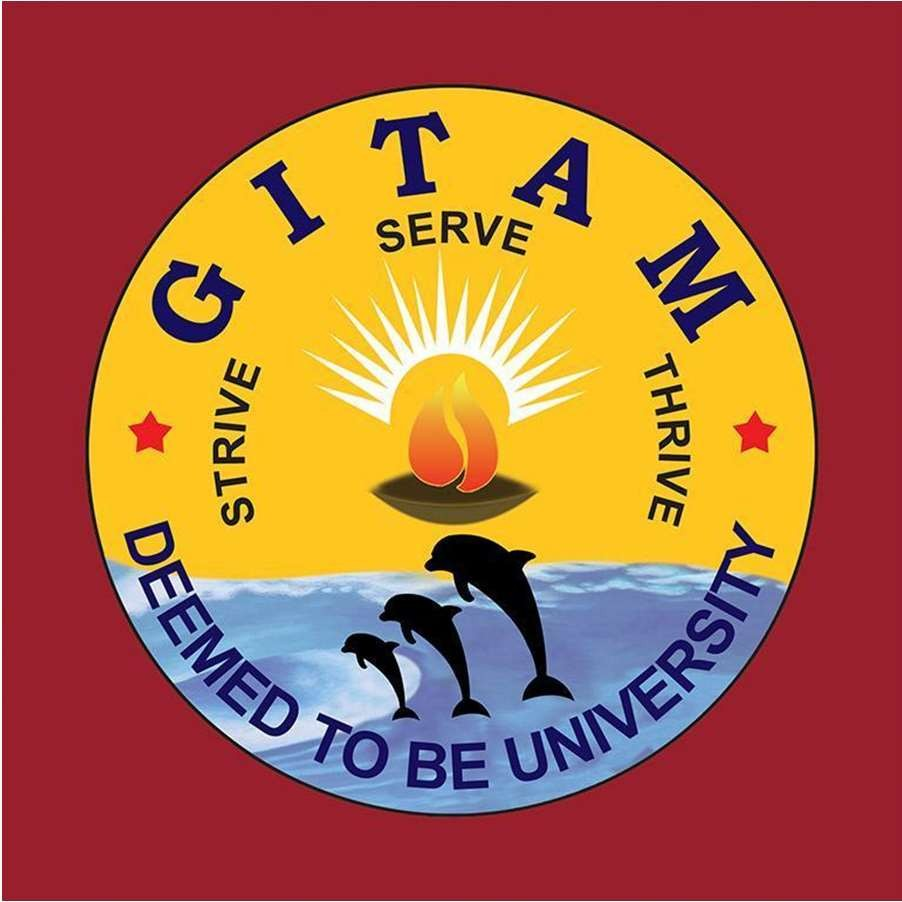 GITAM
STRIVE
SERVE
THRIVE
DEEMED TO BE UNIVERSITY